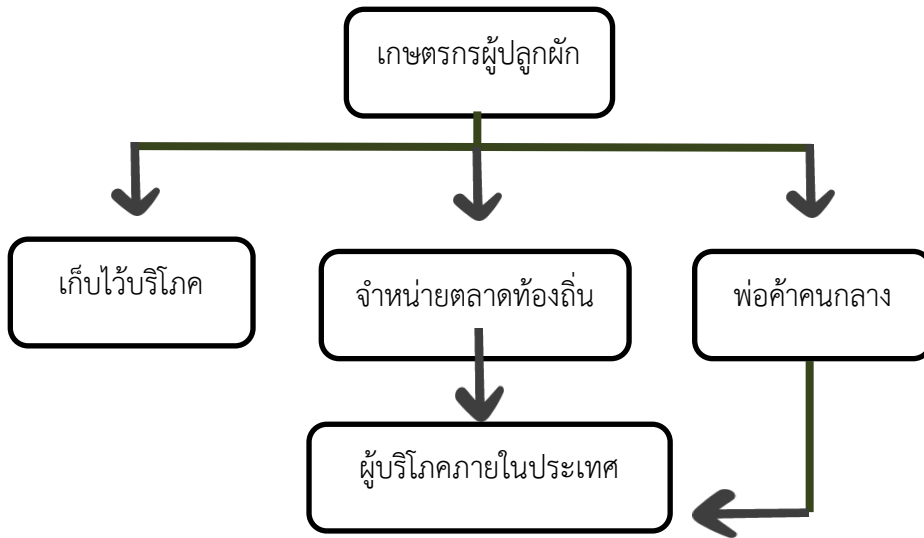 เกษตรกรผู้ปลูกผัก
เก็บไว้บริโภค
จำหน่ายตลาดท้องถิ่น
พ่อค้าคนกลาง
ผู้บริโภคภายในประเทศ